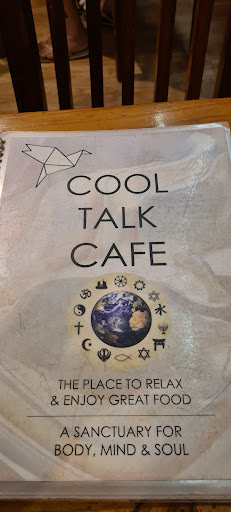 COOL
TALK
CAFE
THE PLACE TO RELAX
& ENJOY GREAT FOOD
A SANCTUARY FOR
BODY, MIND & SOUL